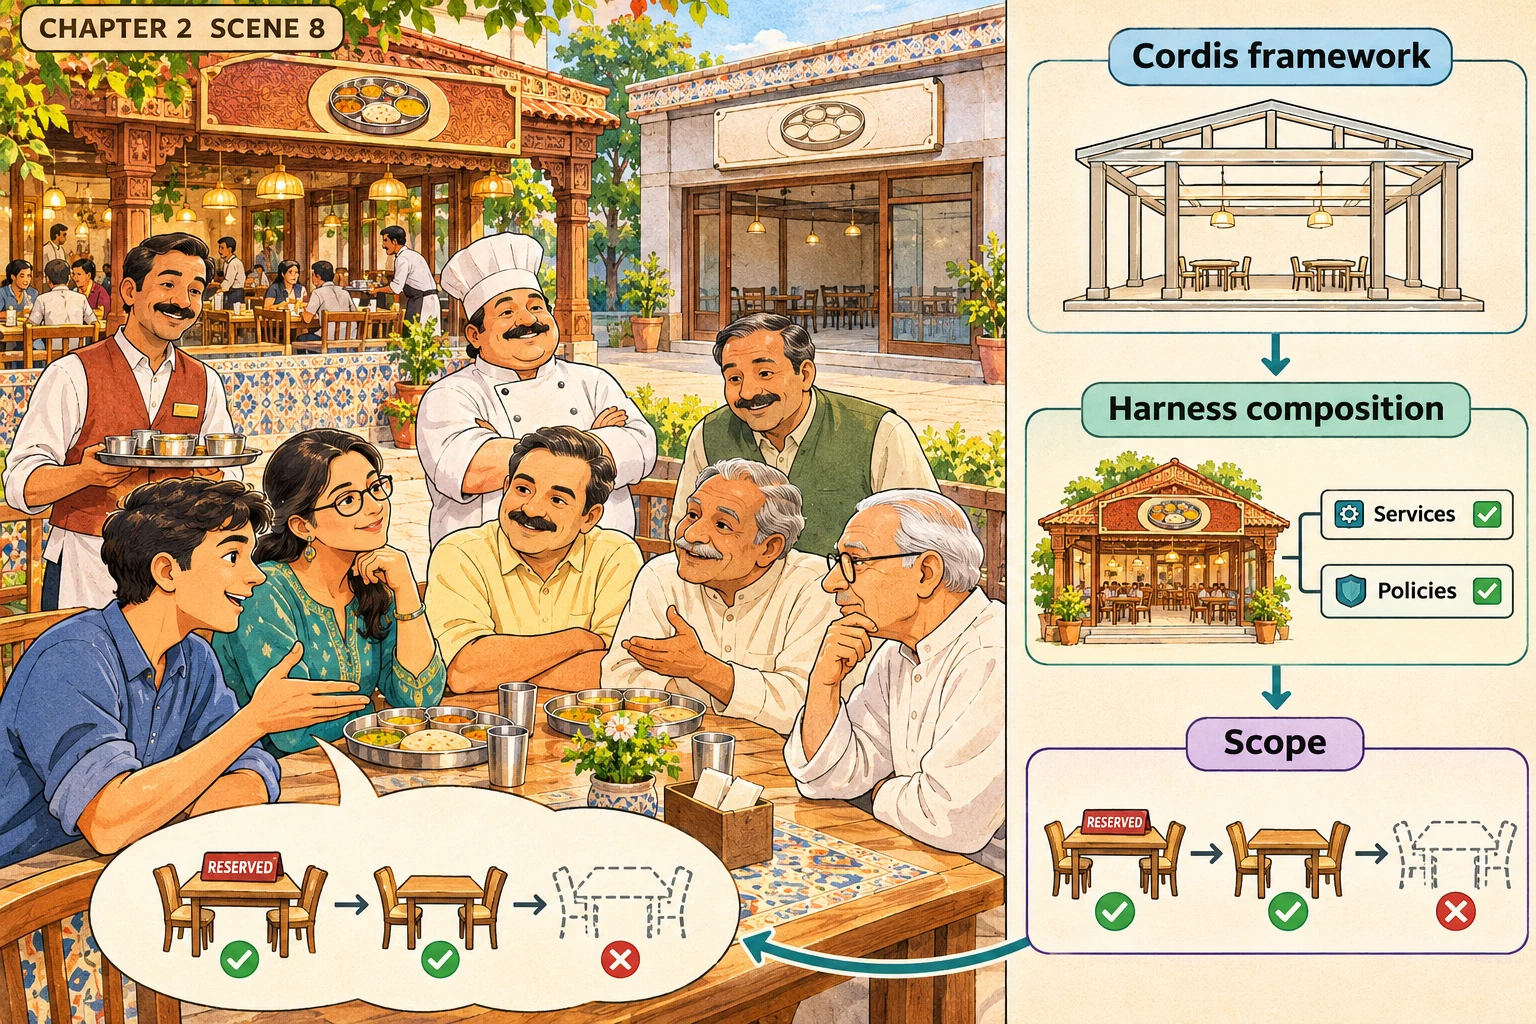 CHAPTER 2 SCENE 8
RESERVED
Cordis framework
Harness composition
Services
Policies
Scope
RESERVED